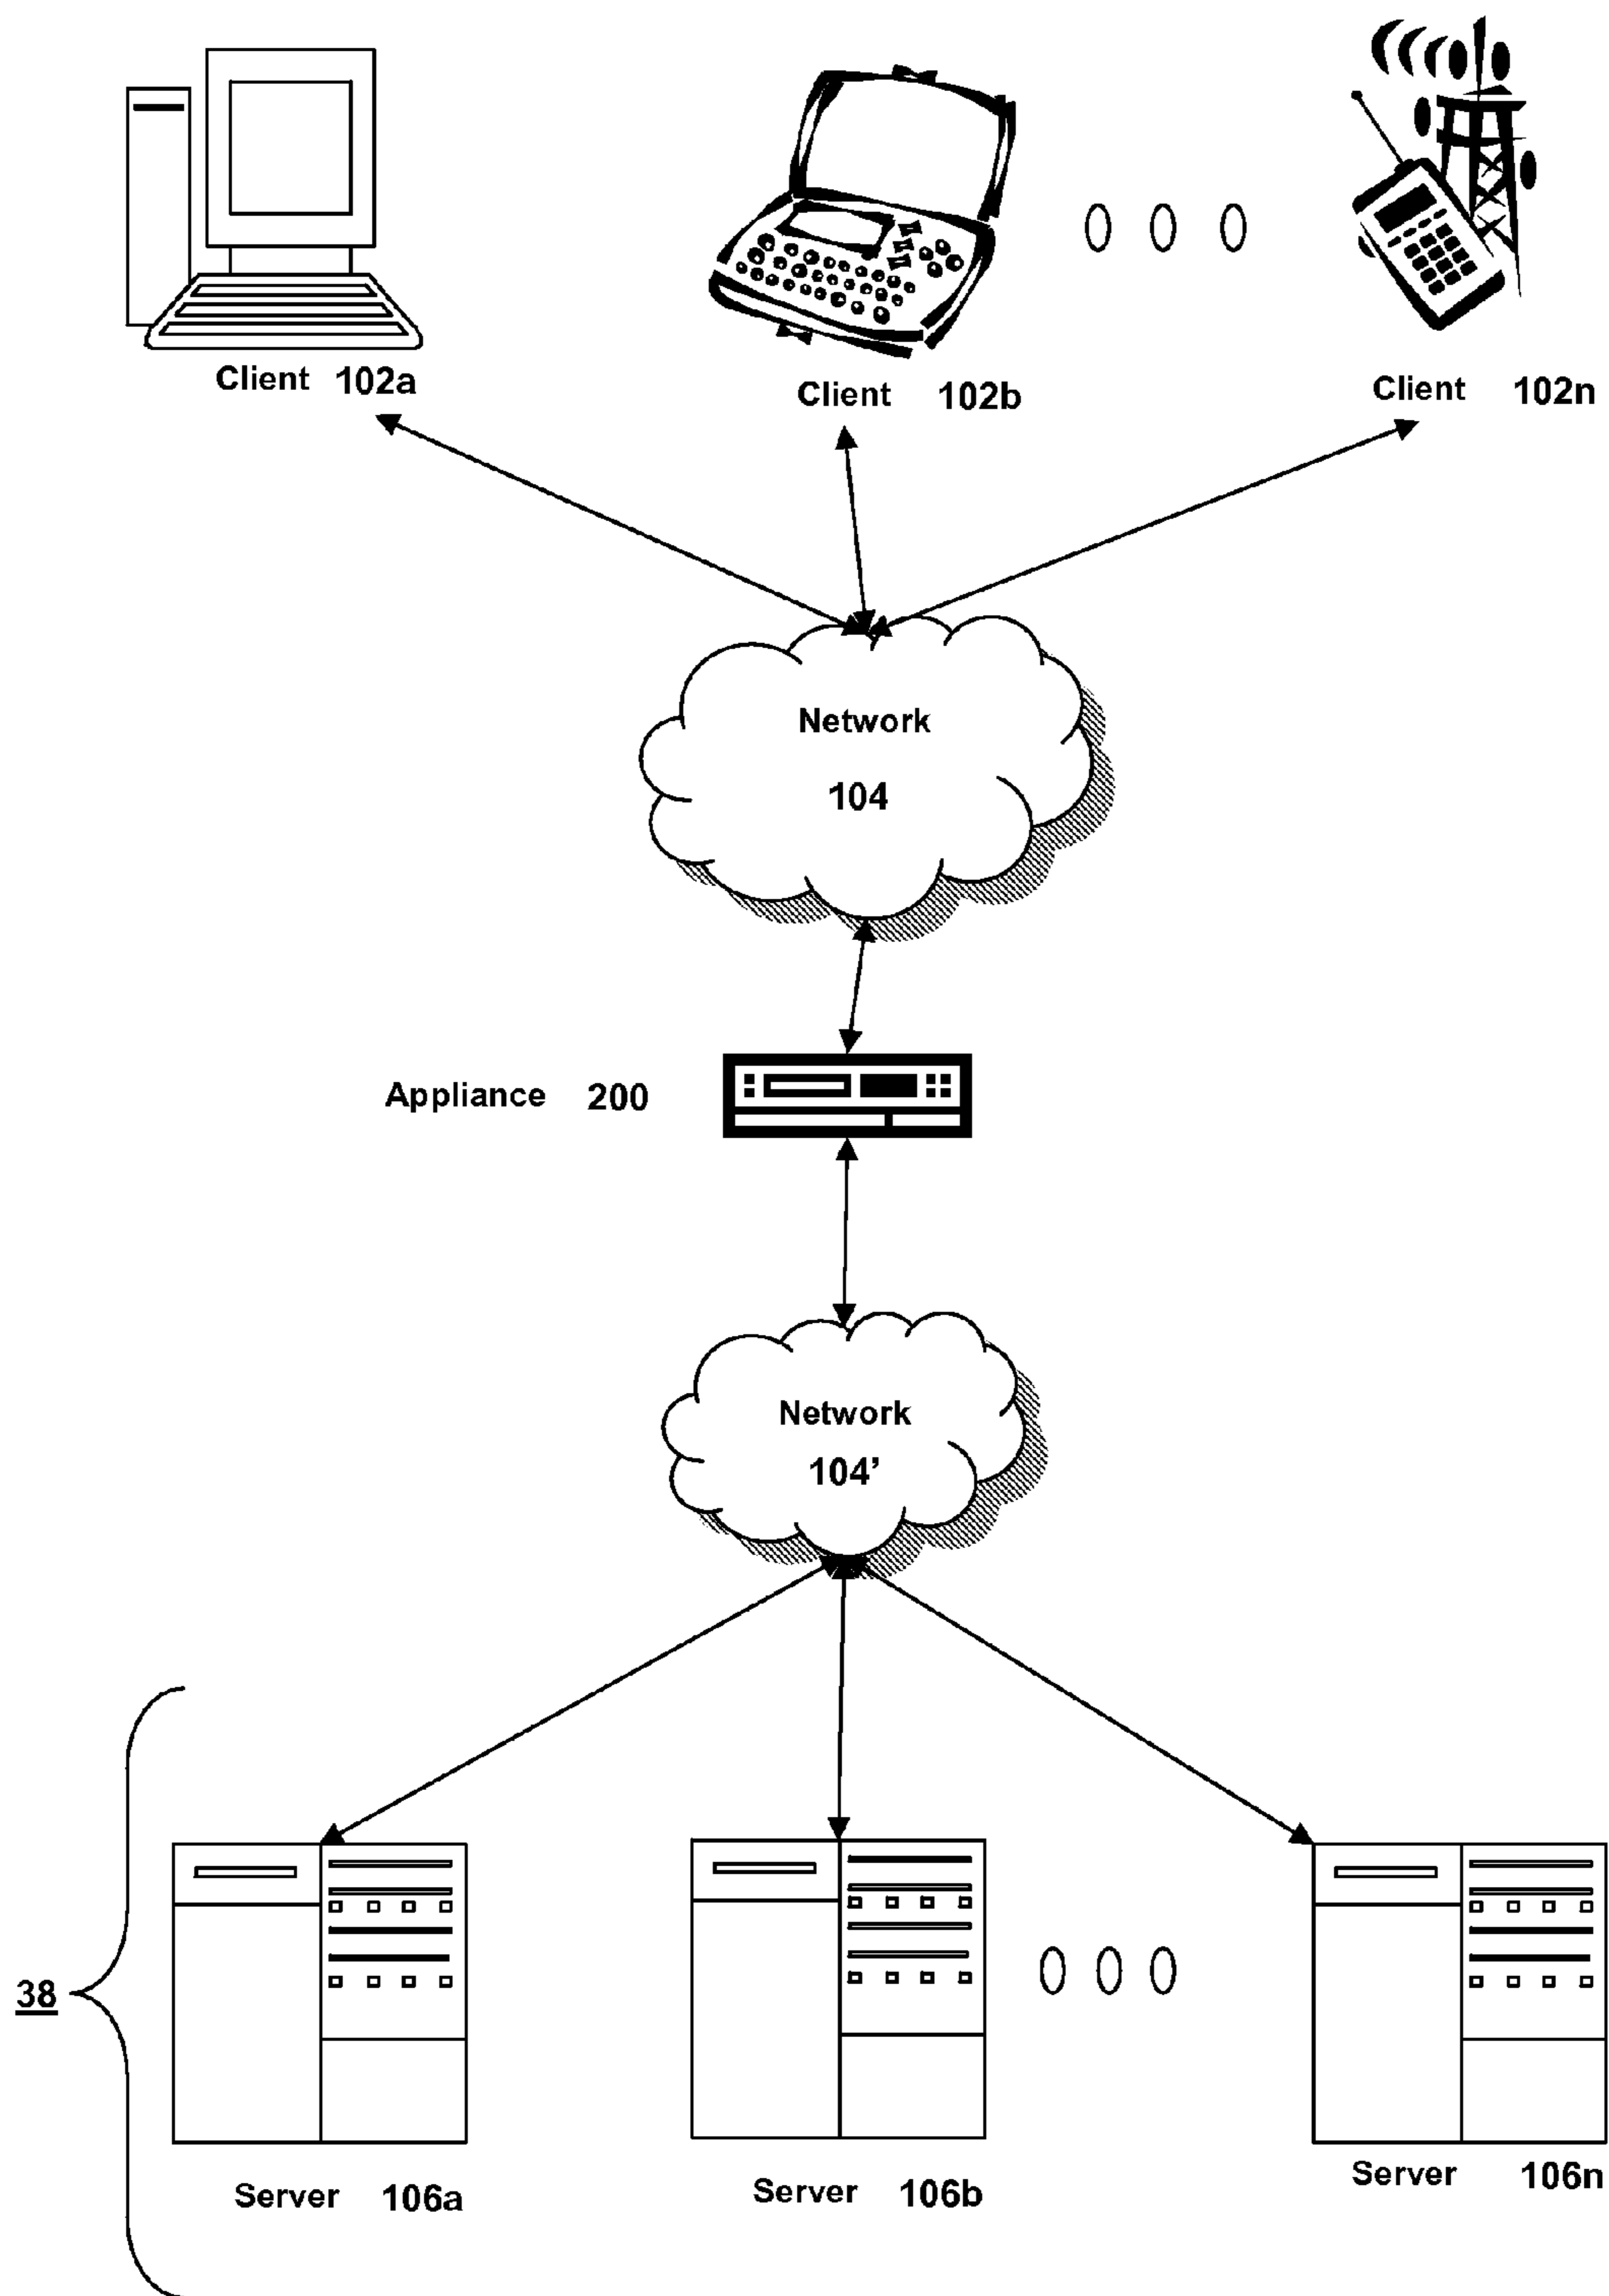 Client 102a
Client 102b
Client 102n
Network
104
Appliance 200
Network
104’
38
Server 106a
Server 106b
Server 106n